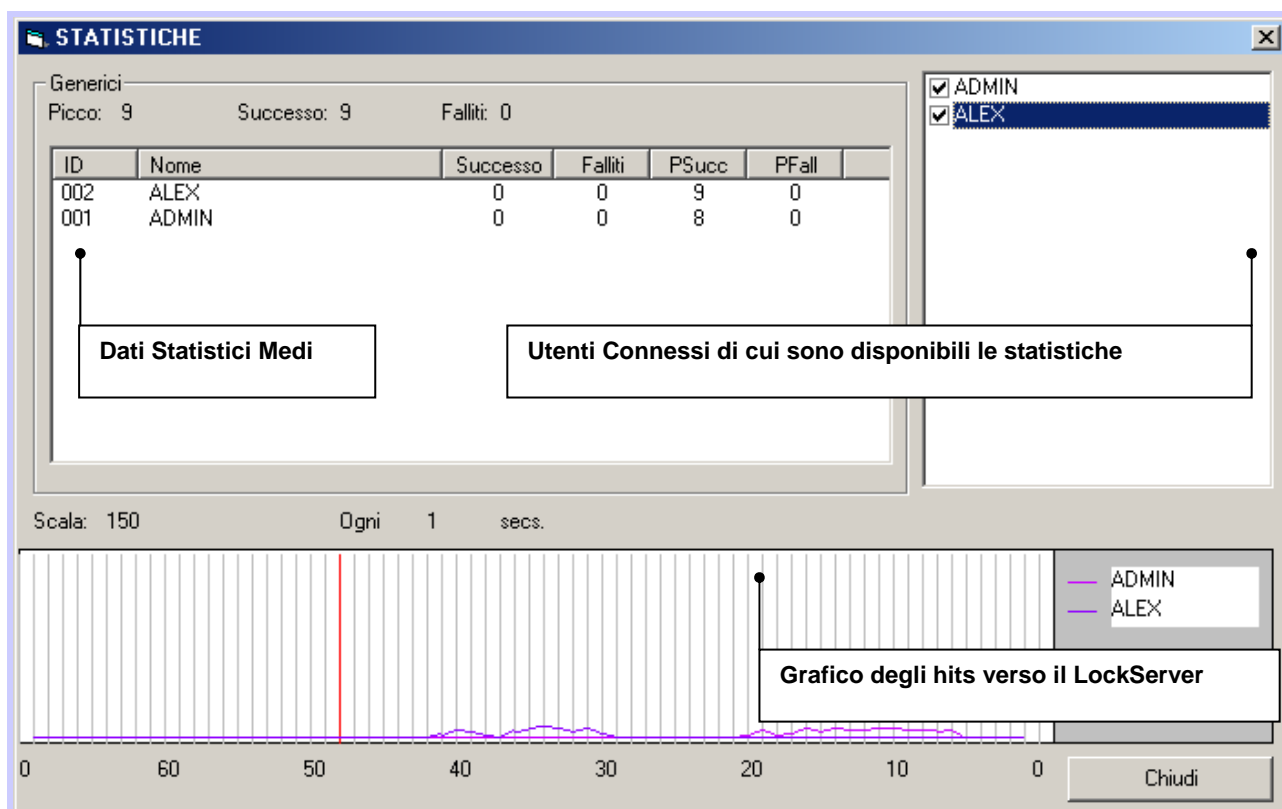 STATISTICHE
Generici
Picco: 9 Successo: 9 Falliti: 0
ID Nome Successo Falliti PSucc PFall
002 ALEX 0 0 9 0
001 ADMIN 0 0 8 0
ADMIN
ALEX
Dati Statistici Medi
Utenti Connessi di cui sono disponibili le statistiche
Scala: 150 Ogni 1 secs.
ADMIN
ALEX
Grafico degli hits verso il LockServer
0 60 50 40 30 20 10 0
Chiudi